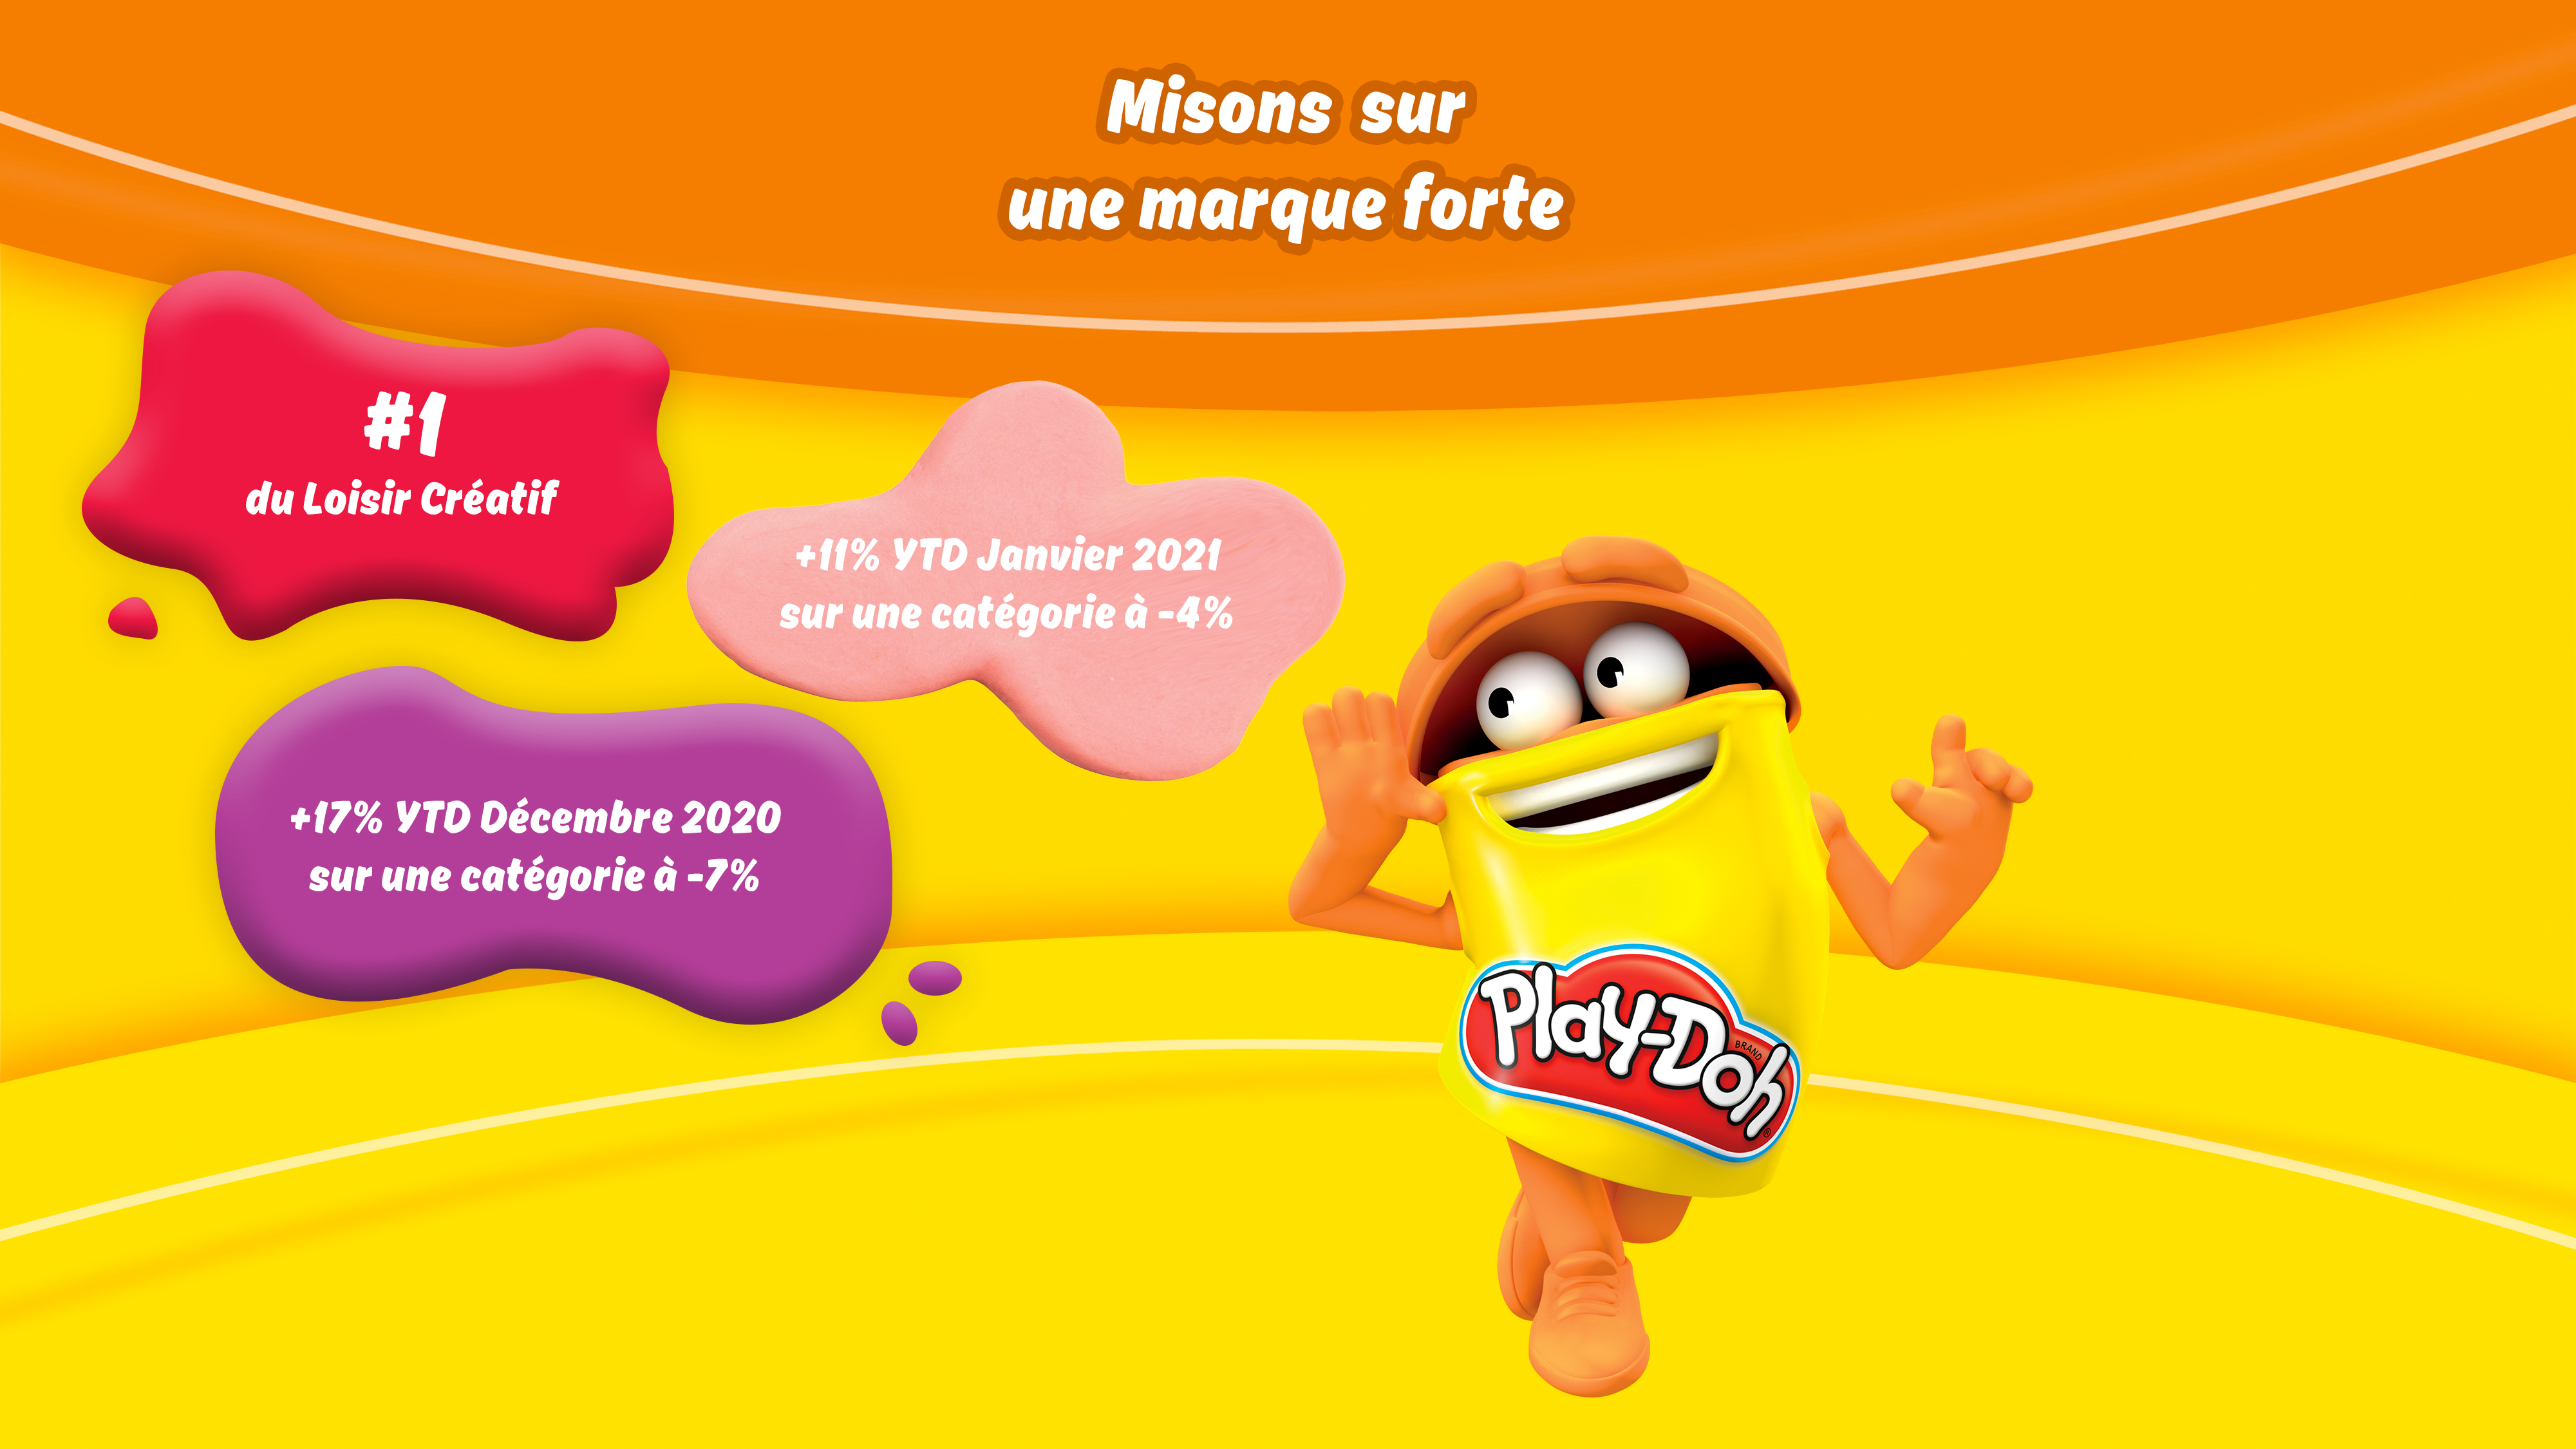 Misons sur
une marque forte
#1
du Loisir Créatif
+11% YTD Janvier 2021
sur une catégorie à -4%
+17% YTD Décembre 2020
sur une catégorie à -7%
Play-Doh
BRAND
®